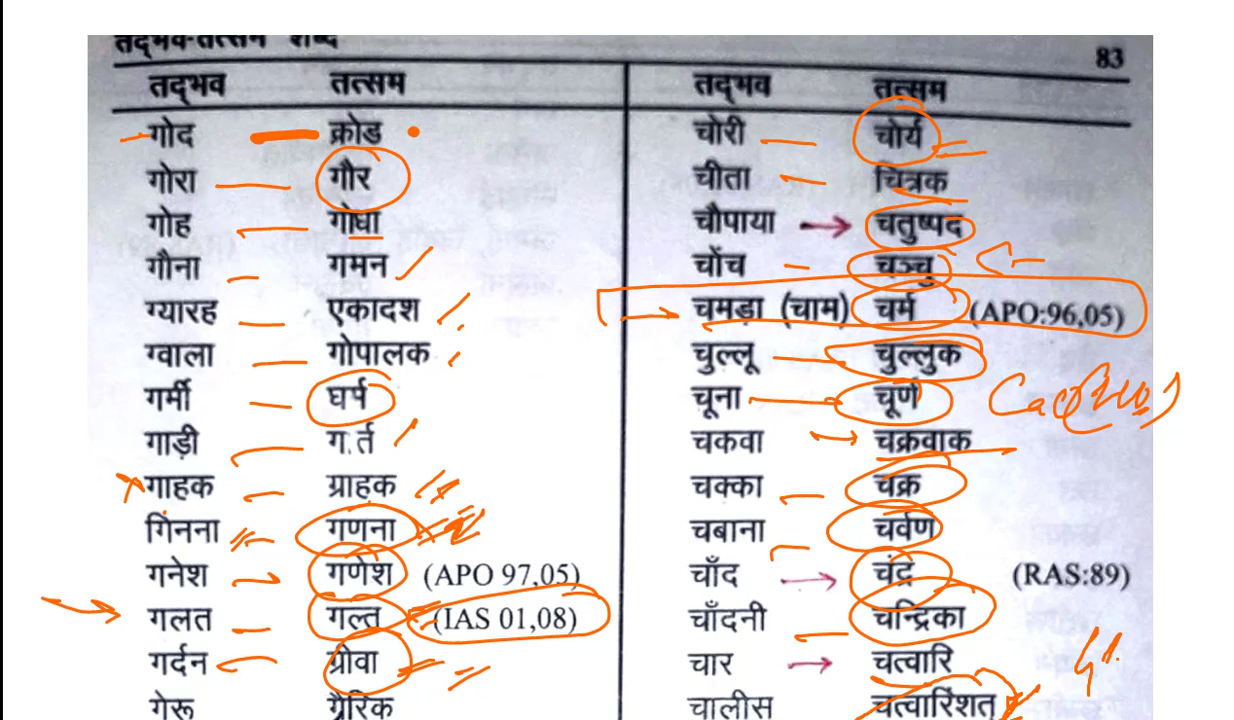 तद्भव-तत्सम शब्द
83
तद्भव तत्सम
गोद क्रोड
गोरा गौर
गोह गोधा
गौना गमन
ग्यारह एकादश
ग्वाला गोपालक
गर्मी घर्ष
गाड़ी गर्त
गाहक ग्राहक
गिनना गणना
गनेश गणेश (APO 97,05)
गलत गल्त (IAS 01,08)
गर्दन ग्रीवा
गेरू गैरिक
तद्भव तत्सम
चोरी चोर्य
चीता चित्रक
चौपाया चतुष्पद
चोंच चञ्चु
चमड़ा (चाम) चर्म (APO:96,05)
चुल्लू चुल्लुक
चूना चूर्ण
चकवा चक्रवाक
चक्का चक्र
चबाना चर्वण
चाँद चंद्र (RAS:89)
चाँदनी चन्द्रिका
चार चत्वारि
चालीस चत्वारिंशत्